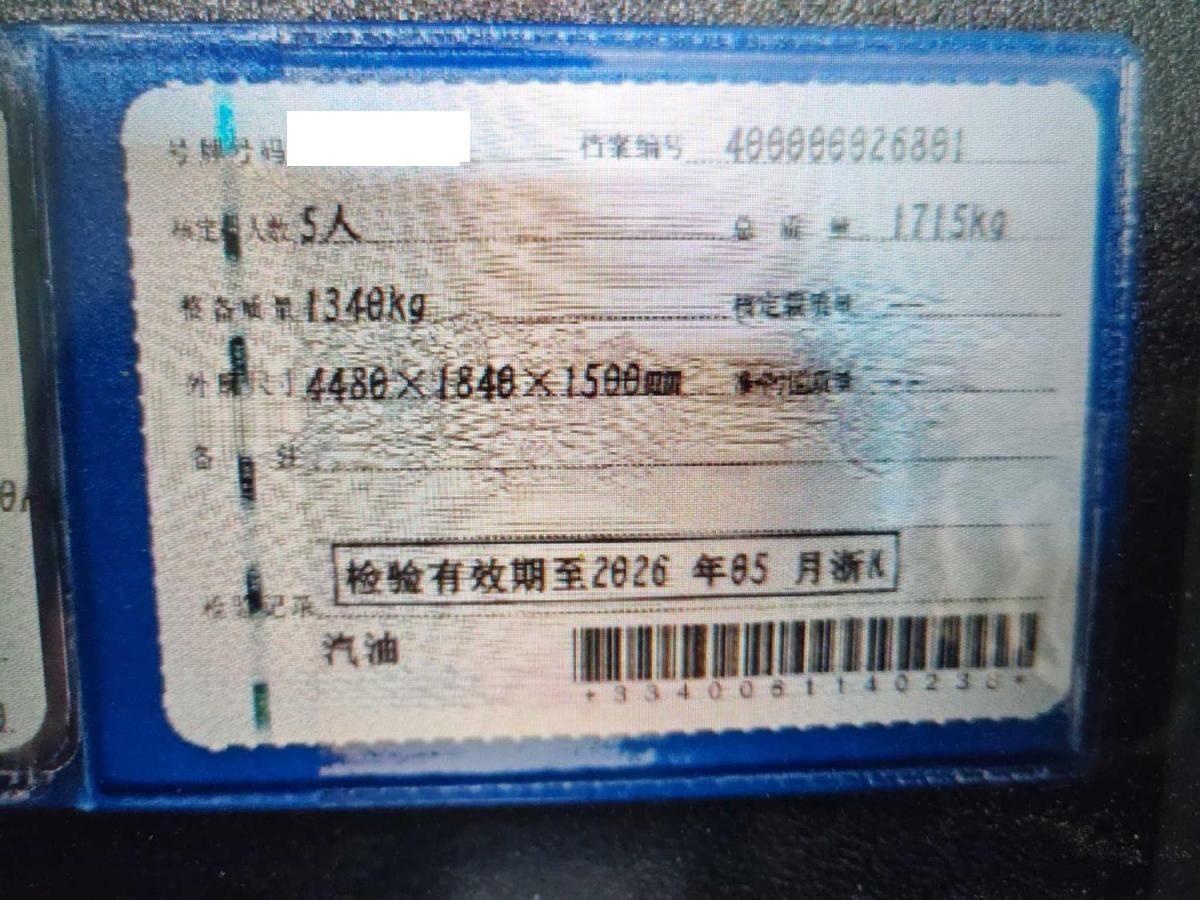 号牌号码 档案编号 400000026801
核定载人数 5人 总质量 1715kg
整备质量 1340kg 核定载质量 --
外廓尺寸 4480×1840×1500mm 准牵引总质量 --
备注
检验记录 检验有效期至2026 年05 月浙K
汽油